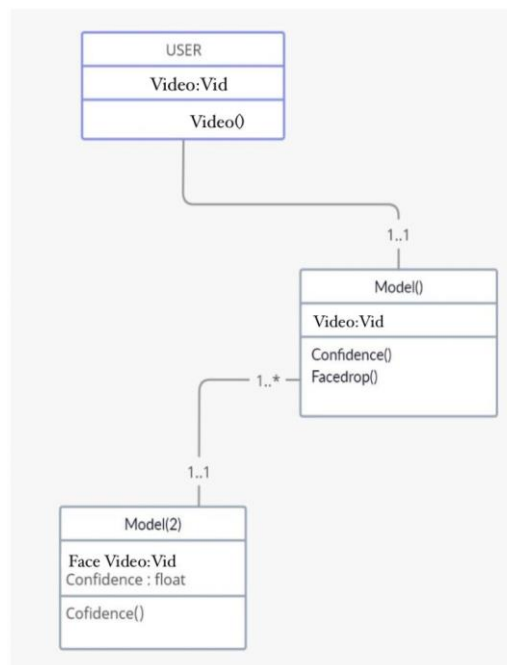 USER
Video:Vid
Video()
1..1
Model()
Video:Vid
Confidence()
Facedrop()
1..*
1..1
Model(2)
Face Video:Vid
Confidence : float
Cofidence()